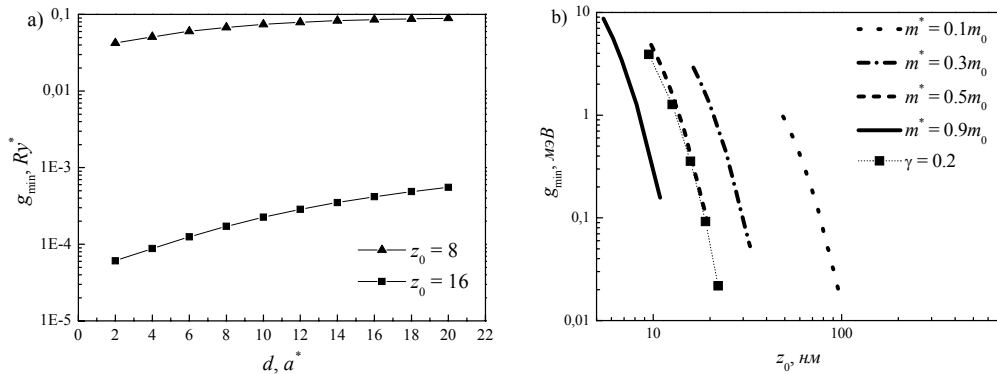 a)
0,1
0,01
1E-3
1E-4
1E-5
g_min, Ry*
z_0 = 8
z_0 = 16
0 2 4 6 8 10 12 14 16 18 20 22
d, a*
b)
10
1
0,1
0,01
g_min, мэВ
m* = 0.1m_0
m* = 0.3m_0
m* = 0.5m_0
m* = 0.9m_0
γ = 0.2
10 100
z_0, нм